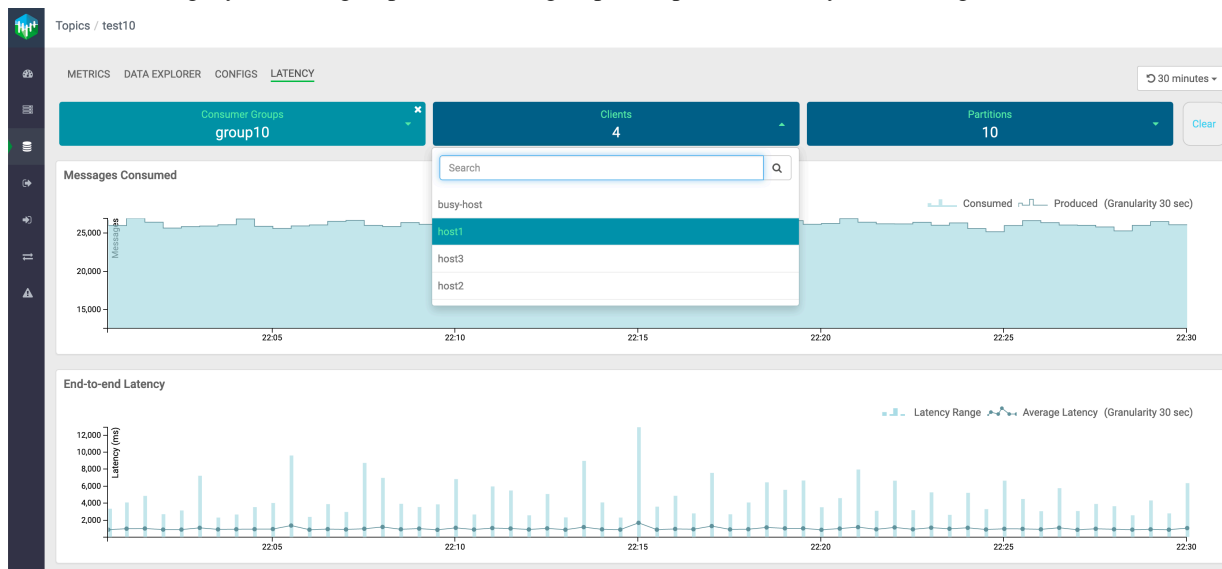 Topics / test10
METRICS DATA EXPLORER CONFIGS LATENCY
30 minutes
Consumer Groups
group10
Clients
4
Partitions
10
Clear
Search
busy-host
host1
host3
host2
Messages Consumed
Consumed Produced (Granularity 30 sec)
Messages
25,000
20,000
15,000
22:05 22:10 22:15 22:20 22:25 22:30
End-to-end Latency
Latency Range Average Latency (Granularity 30 sec)
Latency (ms)
12,000
10,000
8,000
6,000
4,000
2,000
22:05 22:10 22:15 22:20 22:25 22:30